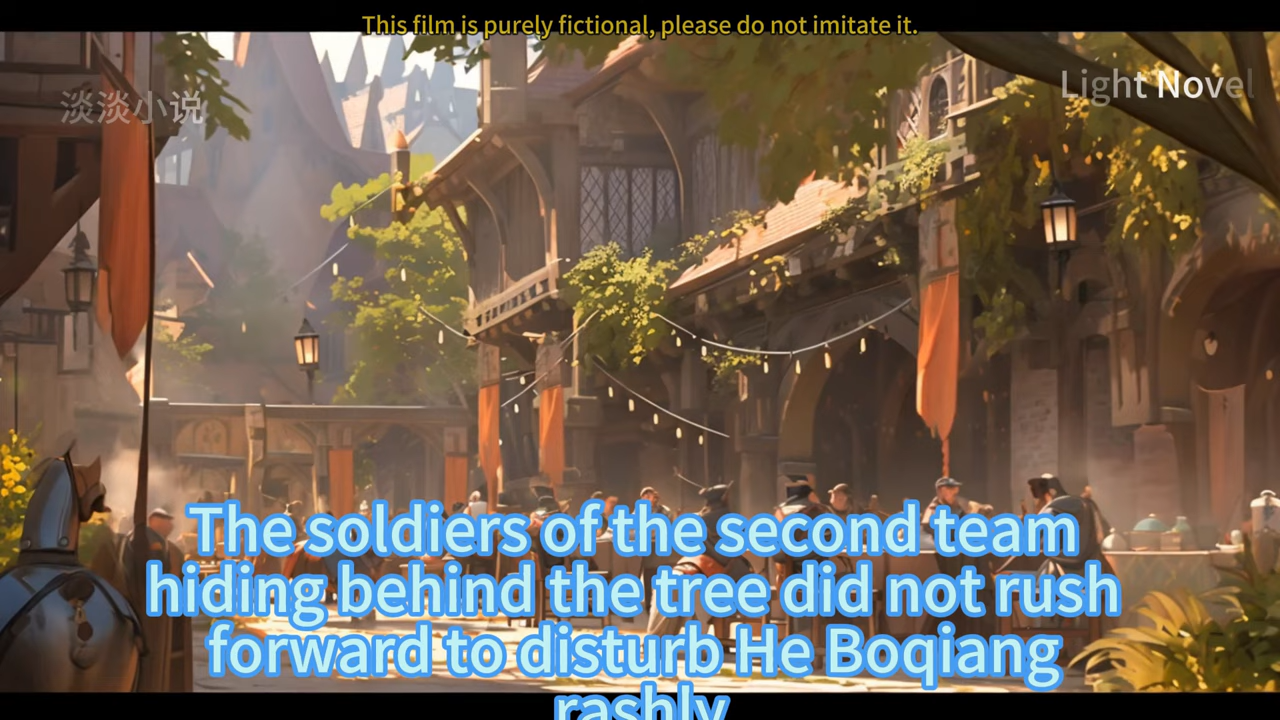 This film is purely fictional, please do not imitate it.
Light Novel
淡淡小说
The soldiers of the second team
hiding behind the tree did not rush
forward to disturb He Boqiang
rashly